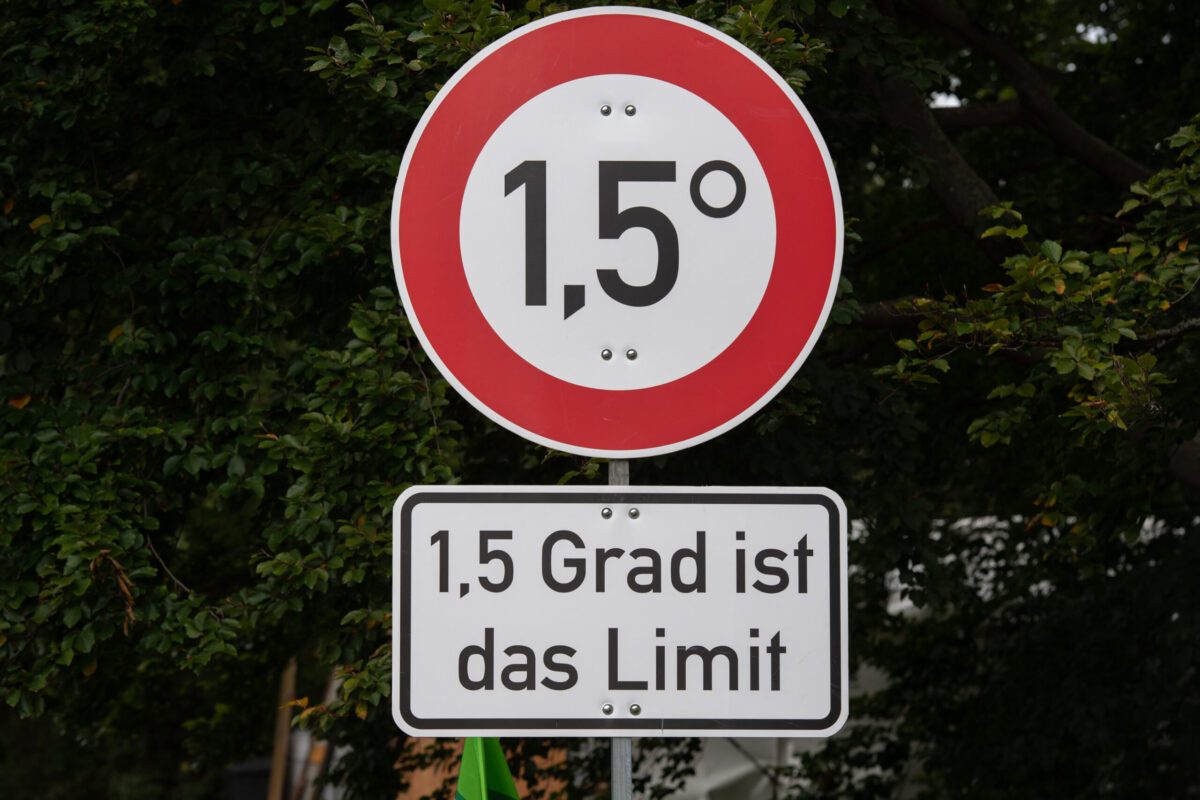 1,5°
1,5 Grad ist
das Limit